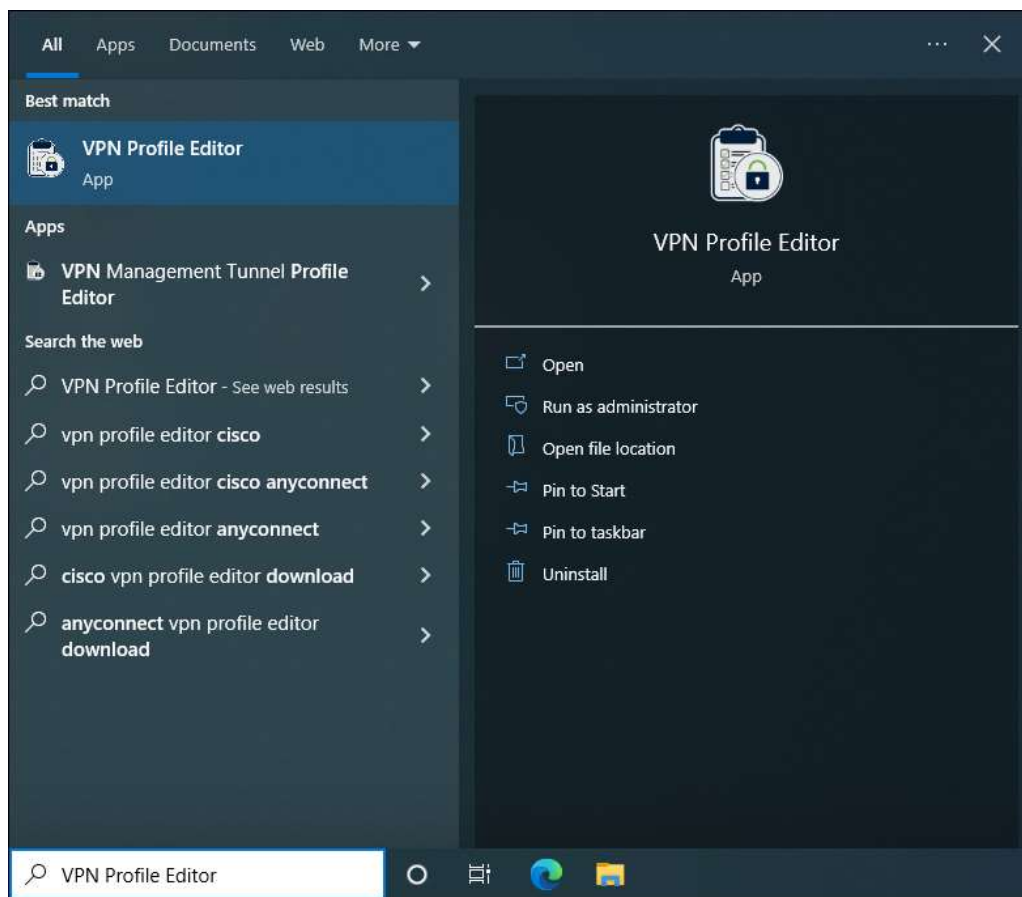 All Apps Documents Web More
Best match
VPN Profile Editor
App
Apps
VPN Management Tunnel Profile
Editor
Search the web
VPN Profile Editor - See web results
vpn profile editor cisco
vpn profile editor cisco anyconnect
vpn profile editor anyconnect
cisco vpn profile editor download
anyconnect vpn profile editor
download
VPN Profile Editor
App
Open
Run as administrator
Open file location
Pin to Start
Pin to taskbar
Uninstall
VPN Profile Editor